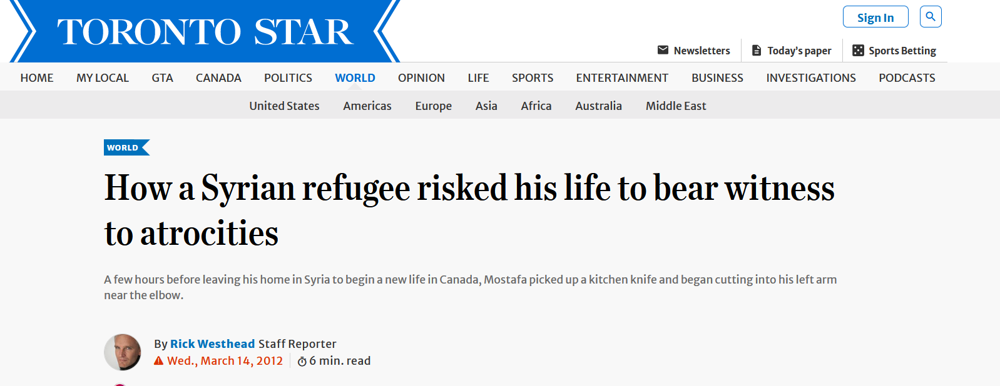 TORONTO STAR
Sign In
Newsletters
Today's paper
Sports Betting
HOME MY LOCAL GTA CANADA POLITICS WORLD OPINION LIFE SPORTS ENTERTAINMENT BUSINESS INVESTIGATIONS PODCASTS
United States Americas Europe Asia Africa Australia Middle East
WORLD
How a Syrian refugee risked his life to bear witness
to atrocities
A few hours before leaving his home in Syria to begin a new life in Canada, Mostafa picked up a kitchen knife and began cutting into his left arm
near the elbow.
By Rick Westhead Staff Reporter
Wed., March 14, 2012 6 min. read